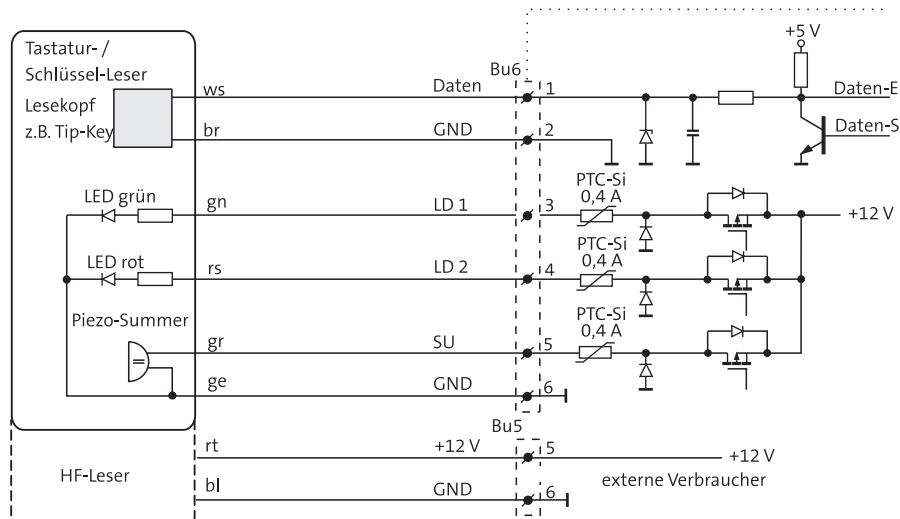 +5 V
Tastatur- /
Schlüssel-Leser
Lesekopf
z.B. Tip-Key
ws
Daten
Bu6
1
Daten-E
br
GND
2
Daten-S
LED grün
gn
LD 1
3
PTC-Si
0,4 A
+12 V
LED rot
rs
LD 2
4
PTC-Si
0,4 A
Piezo-Summer
gr
SU
5
PTC-Si
0,4 A
ge
GND
6
Bu5
HF-Leser
rt
+12 V
5
+12 V
externe Verbraucher
bl
GND
6